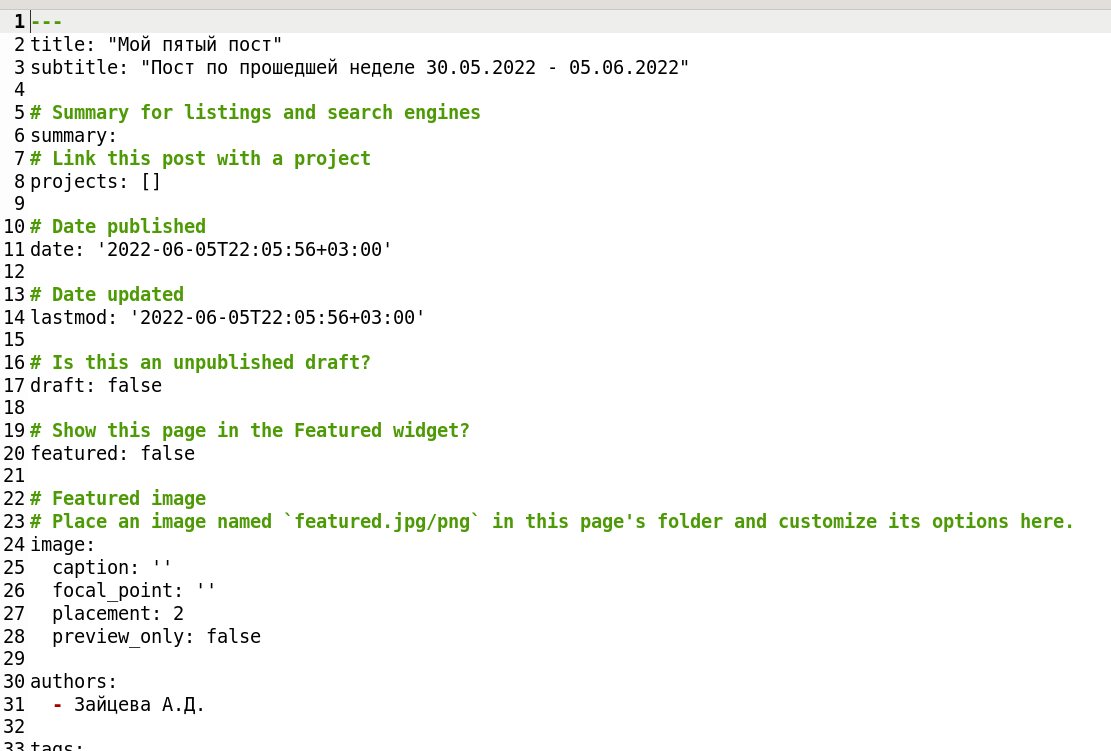 1 ---
2 title: "Мой пятый пост"
3 subtitle: "Пост по прошедшей неделе 30.05.2022 - 05.06.2022"
4
5 # Summary for listings and search engines
6 summary:
7 # Link this post with a project
8 projects: []
9
10 # Date published
11 date: '2022-06-05T22:05:56+03:00'
12
13 # Date updated
14 lastmod: '2022-06-05T22:05:56+03:00'
15
16 # Is this an unpublished draft?
17 draft: false
18
19 # Show this page in the Featured widget?
20 featured: false
21
22 # Featured image
23 # Place an image named `featured.jpg/png` in this page's folder and customize its options here.
24 image:
25   caption: ''
26   focal_point: ''
27   placement: 2
28   preview_only: false
29
30 authors:
31   - Зайцева А.Д.
32
33 tags: